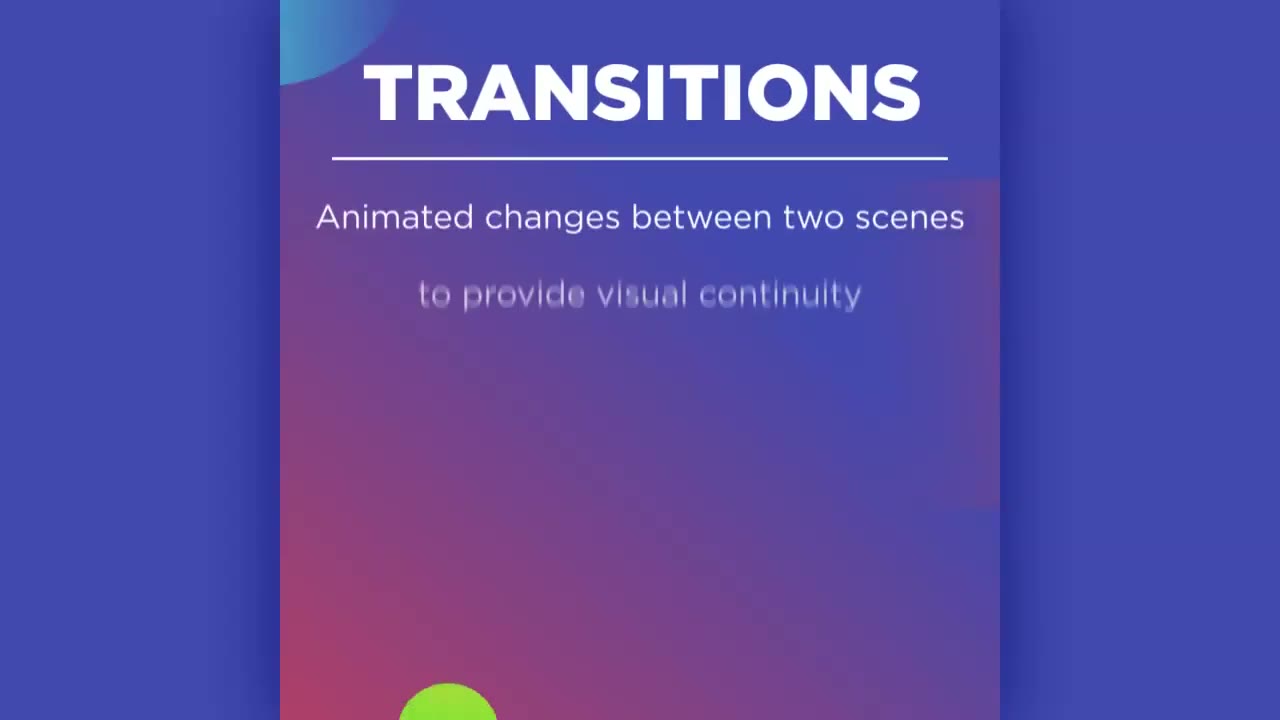 TRANSITIONS
Animated changes between two scenes
to provide visual continuity